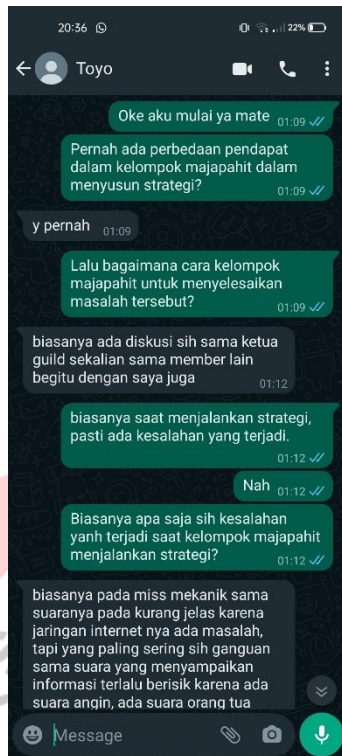 20:36
22%
Toyo
Oke aku mulai ya mate 01:09
Pernah ada perbedaan pendapat
dalam kelompok majapahit dalam
menyusun strategi?
01:09
y pernah 01:09
Lalu bagaimana cara kelompok
majapahit untuk menyelesaikan
masalah tersebut?
01:09
biasanya ada diskusi sih sama ketua
guild sekalian sama member lain
begitu dengan saya juga
01:12
biasanya saat menjalankan strategi,
pasti ada kesalahan yang terjadi.
01:12
Nah 01:12
Biasanya apa saja sih kesalahan
yanh terjadi saat kelompok majapahit
menjalankan strategi?
01:12
biasanya pada miss mekanik sama
suaranya pada kurang jelas karena
jaringan internet nya ada masalah,
tapi yang paling sering sih ganguan
sama suara yang menyampaikan
informasi terlalu berisik karena ada
suara angin, ada suara orang tua
Message